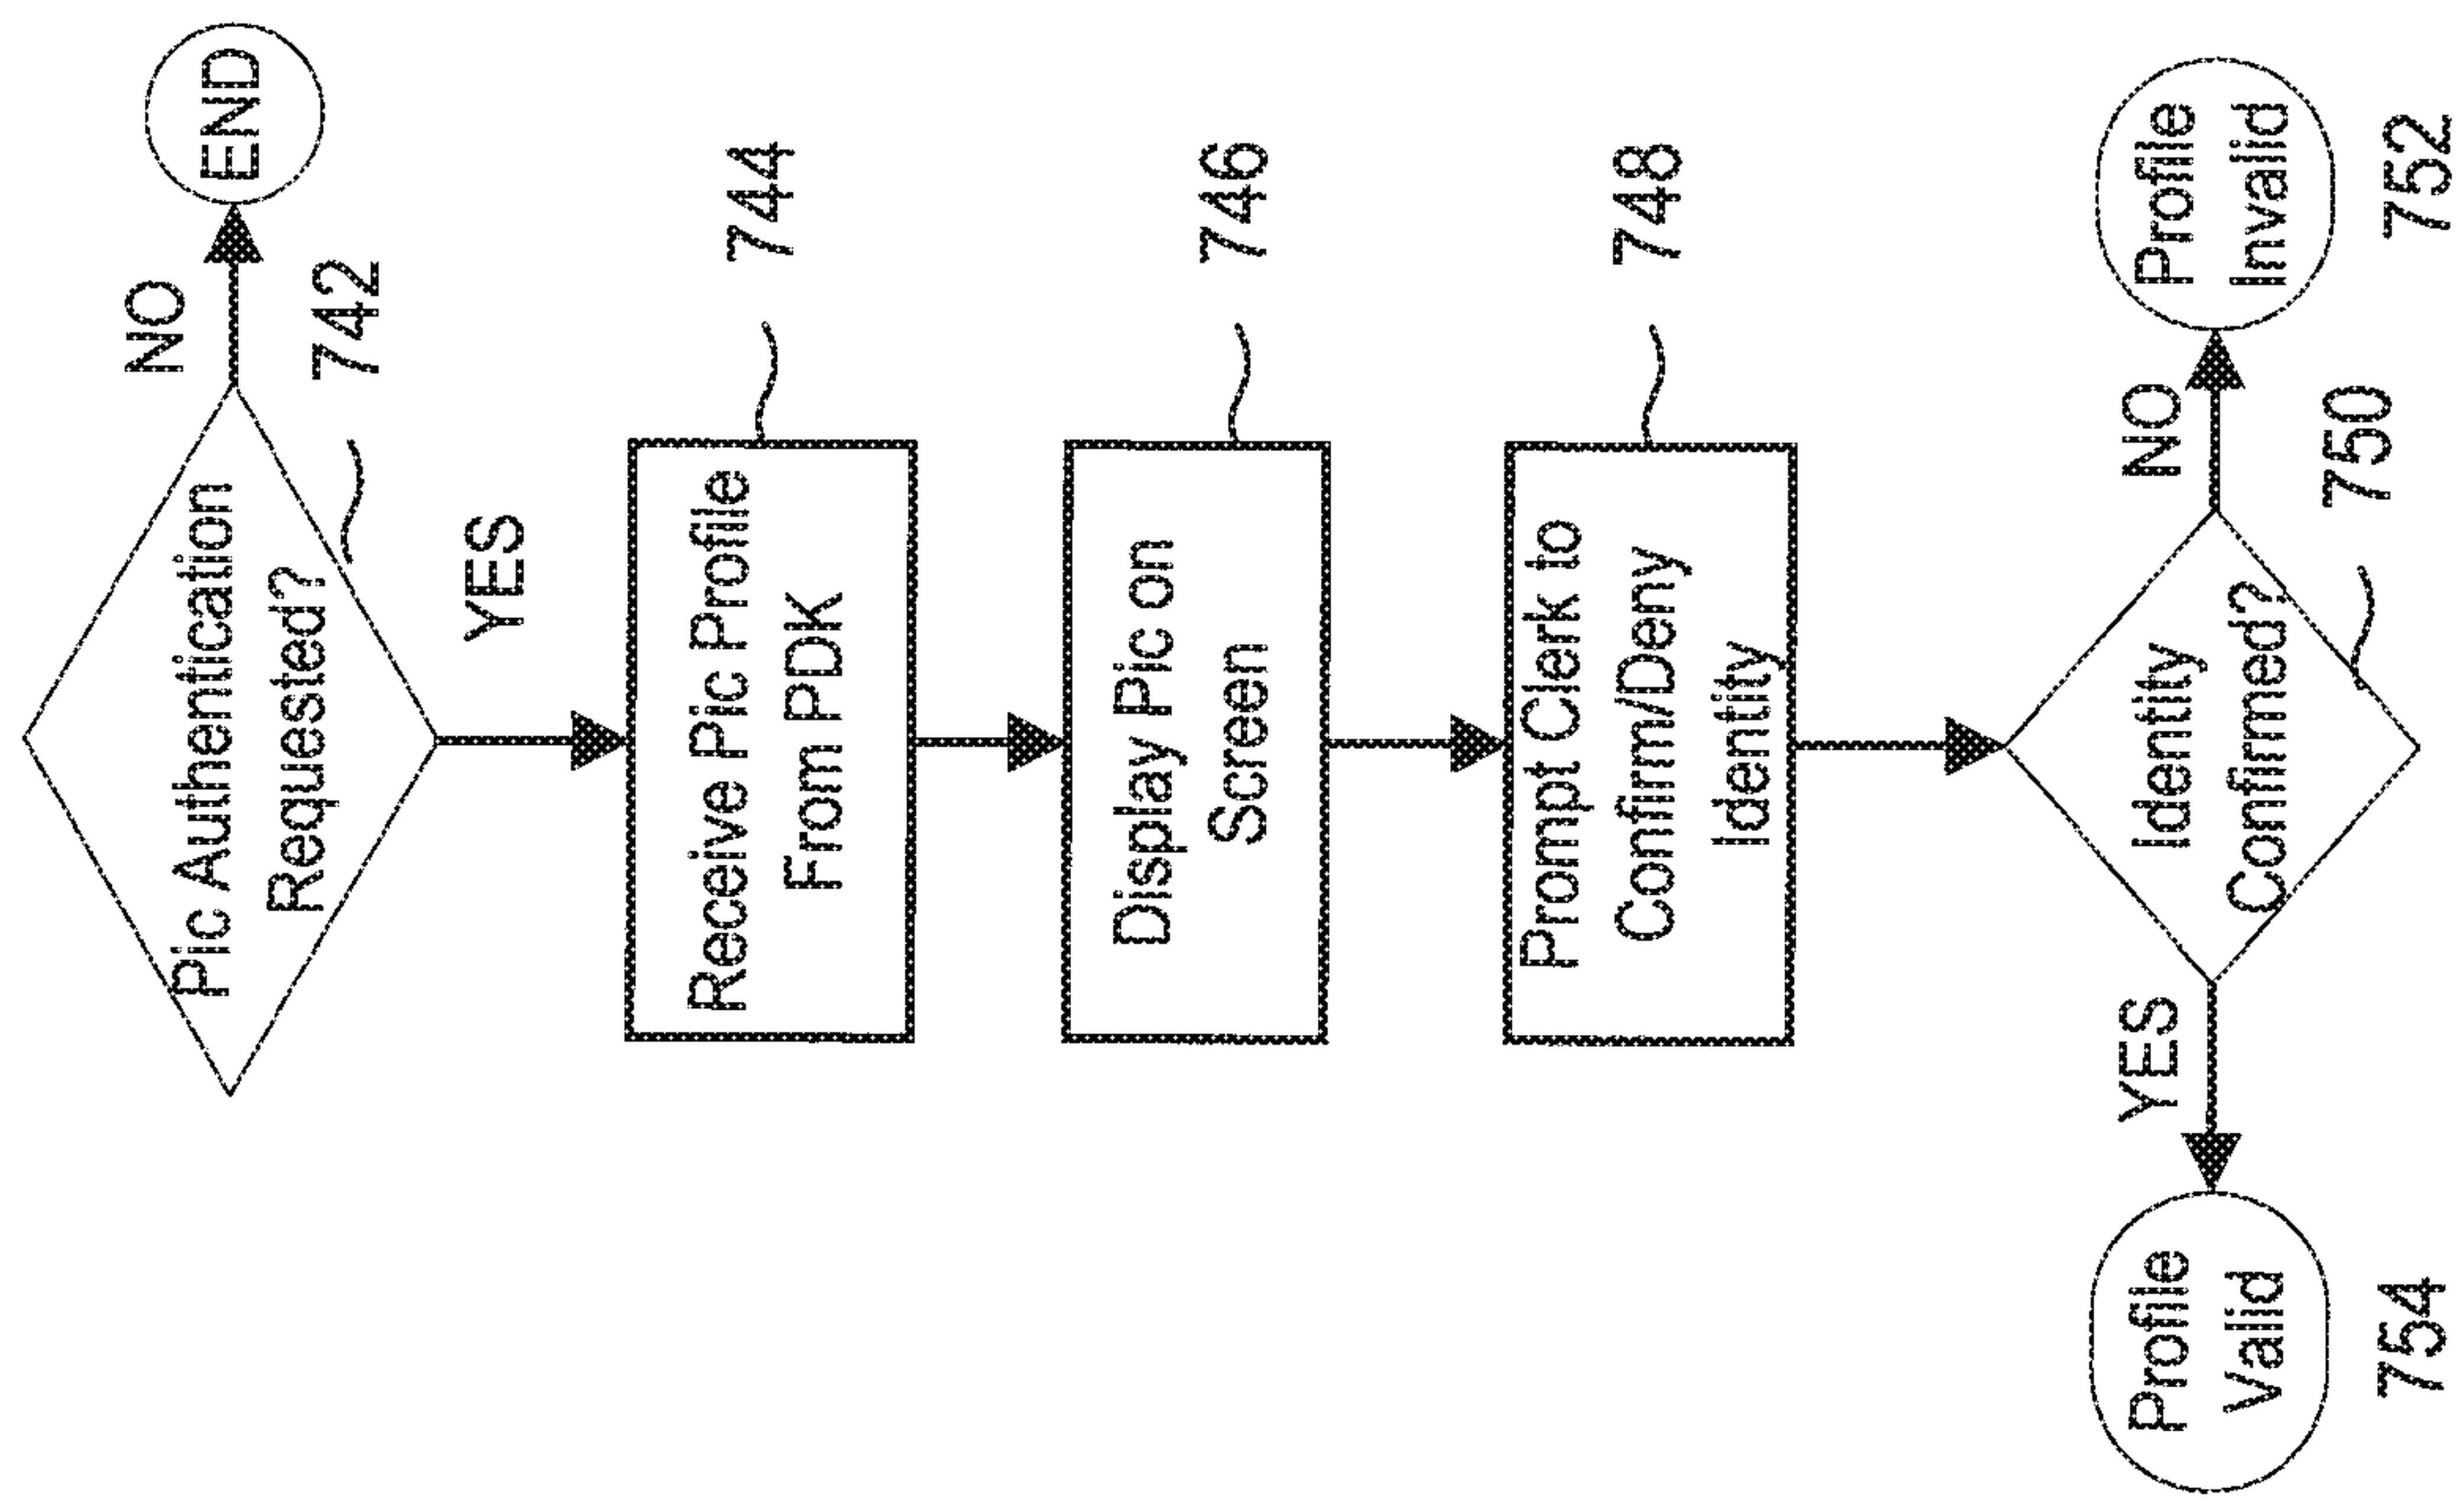 Pic Authentication
Requested?
742
NO
END
YES
Receive Pic Profile
From PDK
744
Display Pic on
Screen
746
Prompt Clerk to
Confirm/Deny
Identity
748
Identity
Confirmed?
750
YES
NO
Profile
Valid
754
Profile
Invalid
752